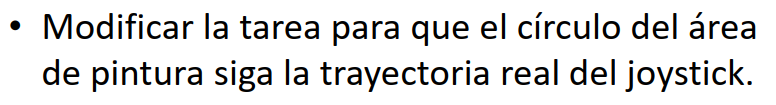 • Modificar la tarea para que el círculo del área
de pintura siga la trayectoria real del joystick.